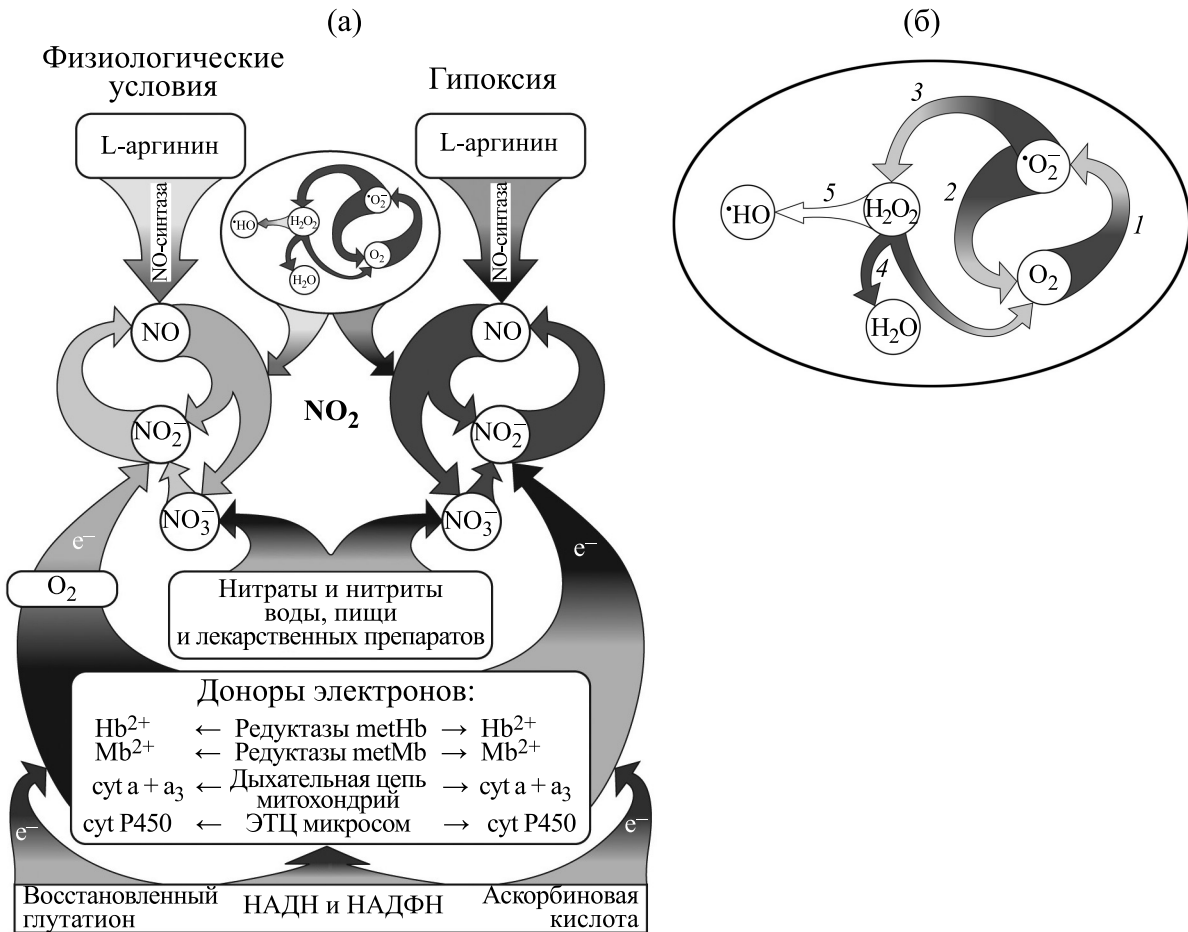 (а)
Физиологические
условия
Гипоксия
L-аргинин
L-аргинин
NO-синтаза
NO-синтаза
•O₂⁻
•HO
H₂O₂
O₂
H₂O
NO
NO
NO₂
NO₂⁻
NO₂⁻
NO₃⁻
NO₃⁻
e⁻
e⁻
O₂
Нитраты и нитриты
воды, пищи
и лекарственных препаратов
Доноры электронов:
Hb²⁺ ← Редуктазы metHb → Hb²⁺
Mb²⁺ ← Редуктазы metMb → Mb²⁺
cyt a + a₃ ← Дыхательная цепь
митохондрий → cyt a + a₃
cyt P450 ← ЭТЦ микросом → cyt P450
e⁻
e⁻
Восстановленный
глутатион
НАДН и НАДФН
Аскорбиновая
кислота
(б)
3
•O₂⁻
5
2
•HO
H₂O₂
1
4
O₂
H₂O